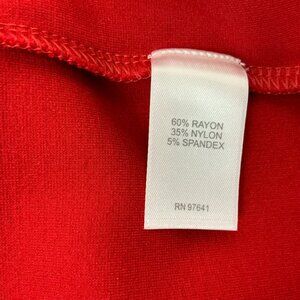 60% RAYON
35% NYLON
5% SPANDEX
RN 97641